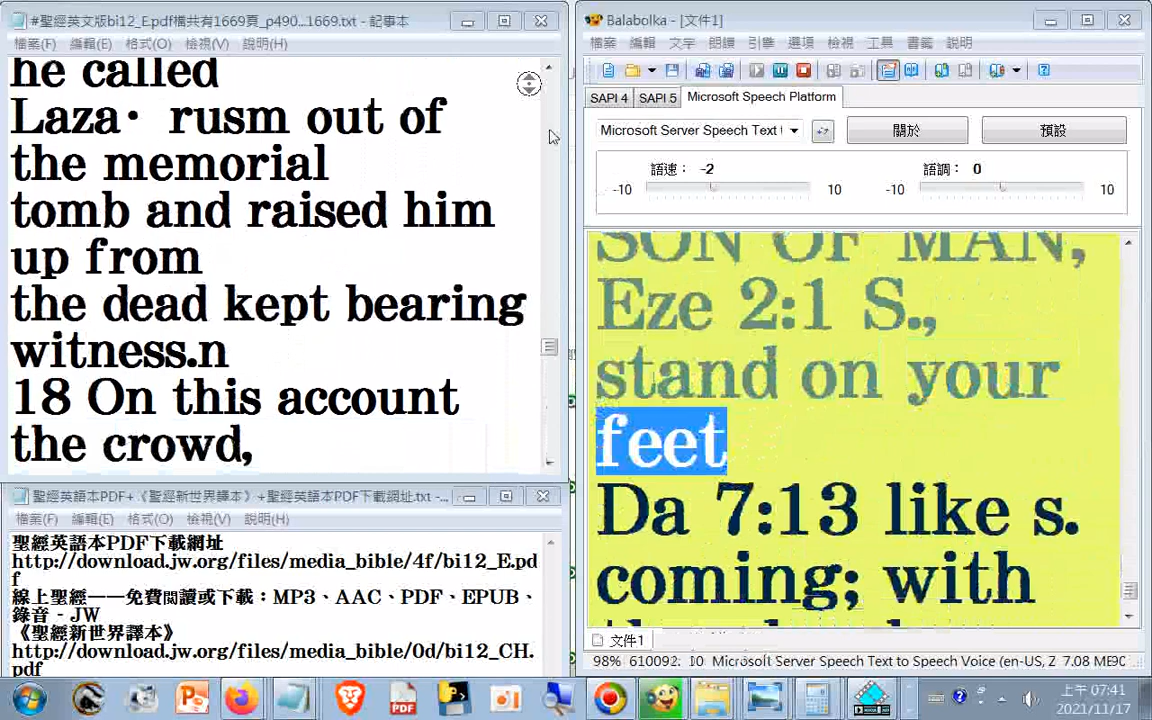 #聖經英文版bi12_E.pdf檔共有1669頁_p490...1669.txt - 記事本
檔案(F) 編輯(E) 格式(O) 檢視(V) 說明(H)
he called
Laza· rusm out of
the memorial
tomb and raised him
up from
the dead kept bearing
witness.n
18 On this account
the crowd,
聖經英語本PDF+《聖經新世界譯本》+聖經英語本PDF下載網址.txt -...
檔案(F) 編輯(E) 格式(O) 檢視(V) 說明(H)
聖經英語本PDF下載網址
http://download.jw.org/files/media_bible/4f/bi12_E.pd
f
線上聖經——免費閱讀或下載：MP3、AAC、PDF、EPUB、
錄音 - JW
《聖經新世界譯本》
http://download.jw.org/files/media_bible/0d/bi12_CH.
pdf
Balabolka - [文件1]
檔案 編輯 文字 朗讀 引擎 選項 檢視 工具 書籤 說明
SAPI 4 SAPI 5 Microsoft Speech Platform
Microsoft Server Speech Text 關於 預設
語速： -2 語調： 0
-10 10 -10 10
SON OF MAN,
Eze 2:1 S.,
stand on your
feet
Da 7:13 like s.
coming; with
文件1
98% 610092. Microsoft Server Speech Text to Speech Voice (en-US, Z
上午 07:41
2021/11/17